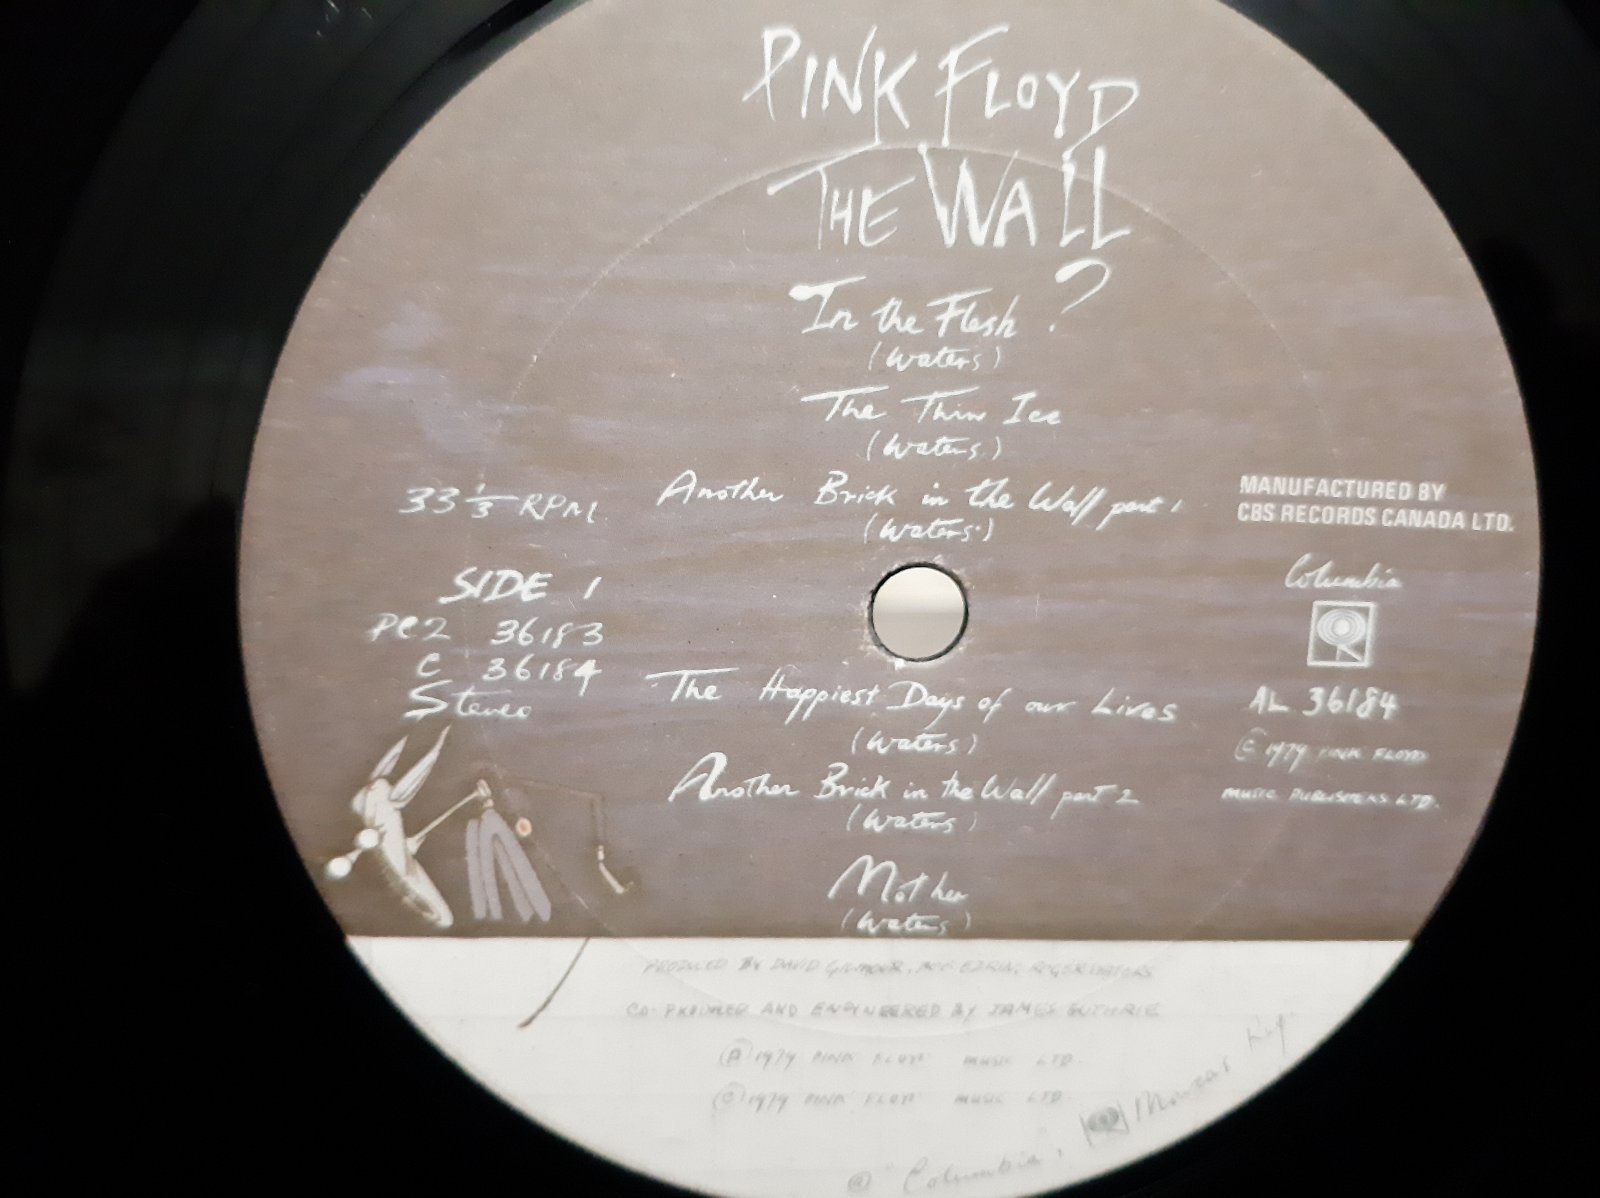 PINK FLOYD
THE WALL
In the Flesh ?
(Waters)
The Thin Ice
(Waters)
Another Brick in the Wall part 1
(Waters)
33 1/3 RPM
SIDE 1
PC2 36183
C 36184
Stereo
MANUFACTURED BY
CBS RECORDS CANADA LTD.
Columbia
AL 36184
© 1979 PINK FLOYD
MUSIC PUBLISHERS LTD.
The Happiest Days of our Lives
(Waters)
Another Brick in the Wall part 2
(Waters)
Mother
(Waters)
PRODUCED BY DAVID GILMOUR, BOB EZRIN, ROGER WATERS
CO-PRODUCED AND ENGINEERED BY JAMES GUTHRIE
Ⓟ 1979 PINK FLOYD MUSIC LTD.
© 1979 PINK FLOYD MUSIC LTD.
"Columbia",